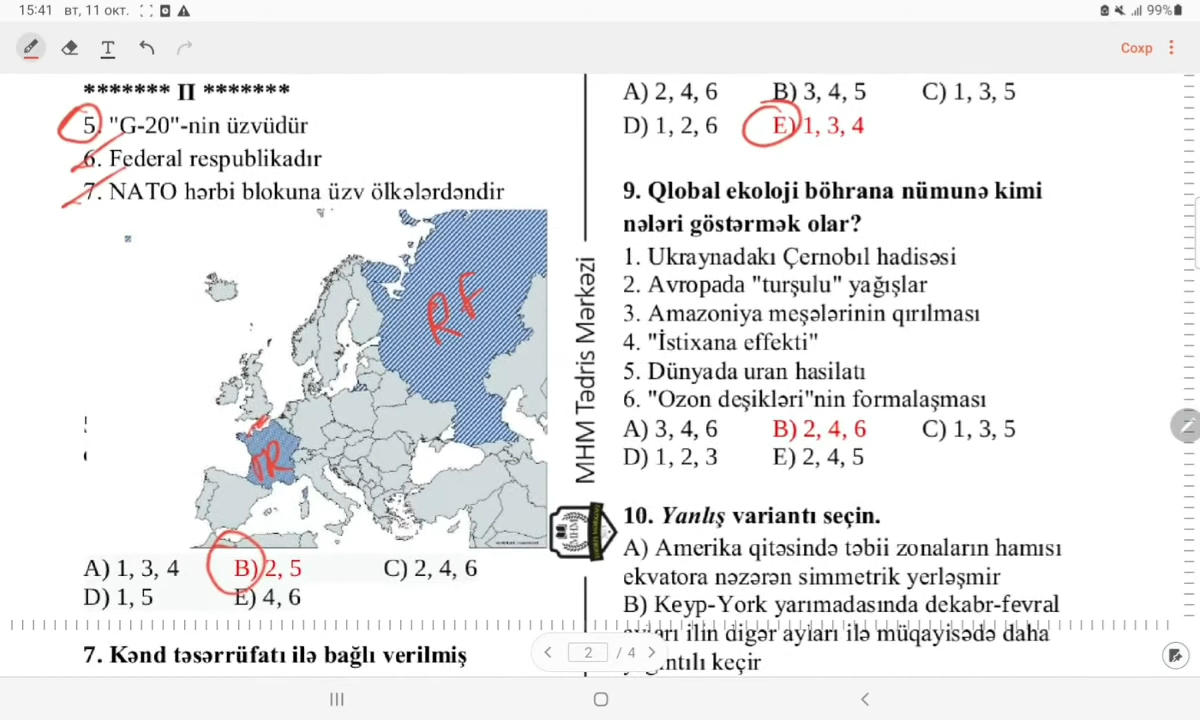 15:41 вт, 11 окт.
99%
Сохр
******* II *******
5. "G-20"-nin üzvüdür
6. Federal respublikadır
7. NATO hərbi blokuna üzv ölkələrdəndir
RF
FR
A) 1, 3, 4 B) 2, 5 C) 2, 4, 6
D) 1, 5 E) 4, 6
7. Kənd təsərrüfatı ilə bağlı verilmiş
MHM Tədris Mərkəzi
A) 2, 4, 6 B) 3, 4, 5 C) 1, 3, 5
D) 1, 2, 6 E) 1, 3, 4
9. Qlobal ekoloji böhrana nümunə kimi
nələri göstərmək olar?
1. Ukraynadakı Çernobıl hadisəsi
2. Avropada "turşulu" yağışlar
3. Amazoniya meşələrinin qırılması
4. "İstixana effekti"
5. Dünyada uran hasilatı
6. "Ozon deşikləri"nin formalaşması
A) 3, 4, 6 B) 2, 4, 6 C) 1, 3, 5
D) 1, 2, 3 E) 2, 4, 5
10. Yanlış variantı seçin.
A) Amerika qitəsində təbii zonaların hamısı
ekvatora nəzərən simmetrik yerləşmir
B) Keyp-York yarımadasında dekabr-fevral
ilin digər ayları ilə müqayisədə daha
keçir
2 / 4